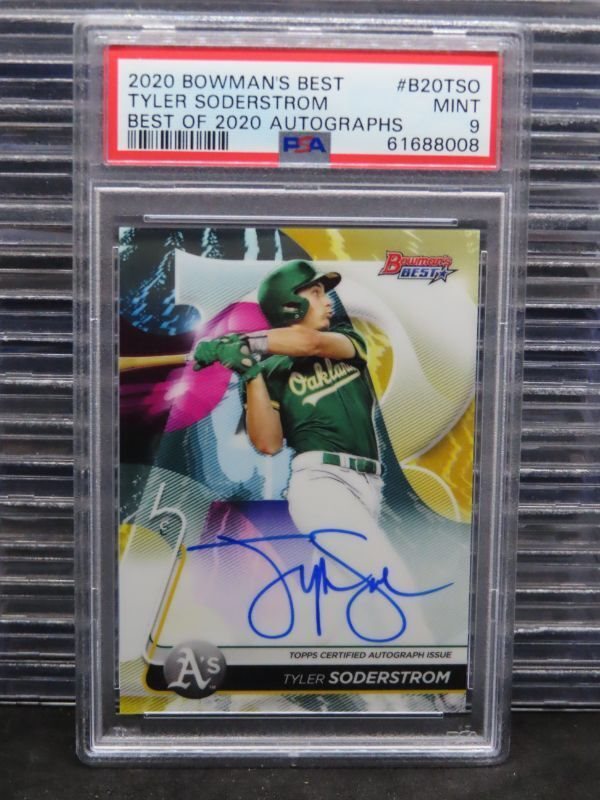 2020 BOWMAN'S BEST #B20TSO
TYLER SODERSTROM MINT
BEST OF 2020 AUTOGRAPHS 9
PSA 61688008
Bowman's
BEST
Oakland
TOPPS CERTIFIED AUTOGRAPH ISSUE
A's
TYLER SODERSTROM